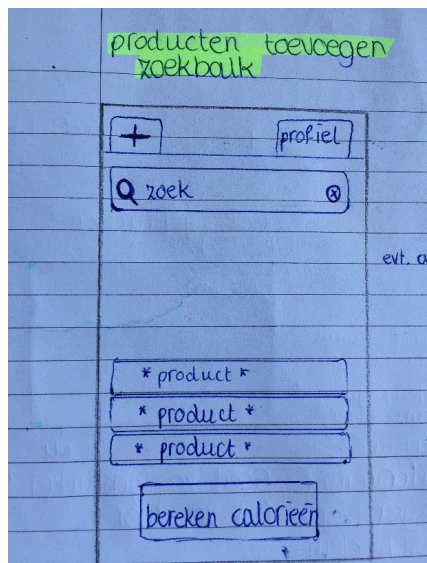 producten toevoegen
zoekbalk
+
profiel
zoek
evt.
* product *
* product *
* product *
bereken calorieën